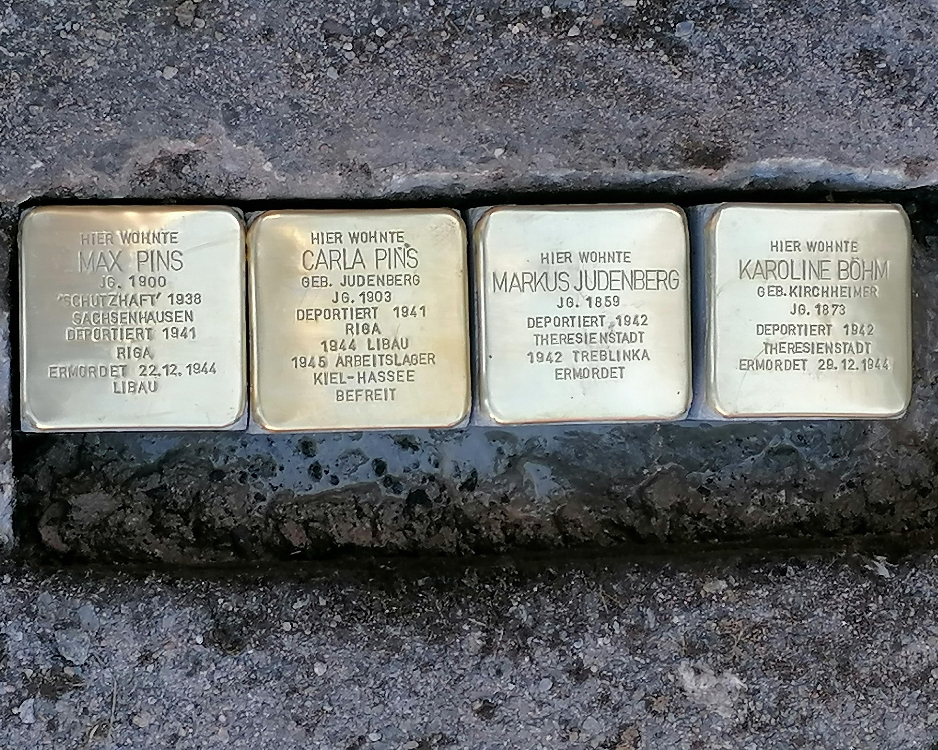 HIER WOHNTE
MAX PINS
JG. 1900
'SCHUTZHAFT' 1938
SACHSENHAUSEN
DEPORTIERT 1941
RIGA
ERMORDET 22.12.1944
LIBAU
HIER WOHNTE
CARLA PINS
GEB. JUDENBERG
JG. 1903
DEPORTIERT 1941
RIGA
1944 LIBAU
1945 ARBEITSLAGER
KIEL-HASSEE
BEFREIT
HIER WOHNTE
MARKUS JUDENBERG
JG. 1859
DEPORTIERT 1942
THERESIENSTADT
1942 TREBLINKA
ERMORDET
HIER WOHNTE
KAROLINE BÖHM
GEB. KIRCHHEIMER
JG. 1873
DEPORTIERT 1942
THERESIENSTADT
ERMORDET 29.12.1944